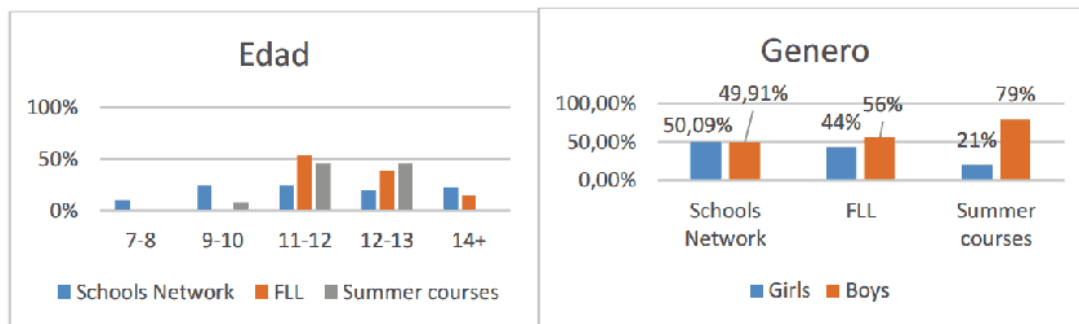 Edad
100%
50%
0%
7-8 9-10 11-12 12-13 14+
Schools Network FLL Summer courses
Genero
100,00%
50,00%
0,00%
50,09% 49,91% 44% 56% 21% 79%
Schools Network FLL Summer courses
Girls Boys